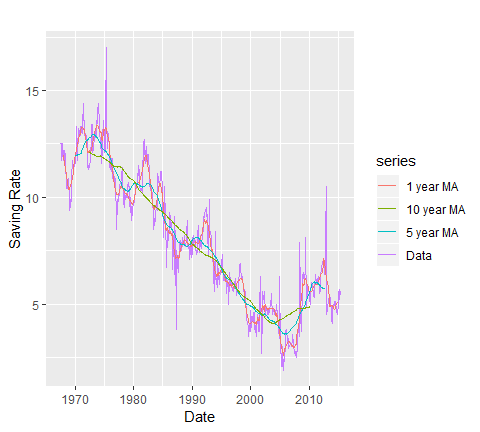 15
10
5
Saving Rate
1970 1980 1990 2000 2010
Date
series
1 year MA
10 year MA
5 year MA
Data